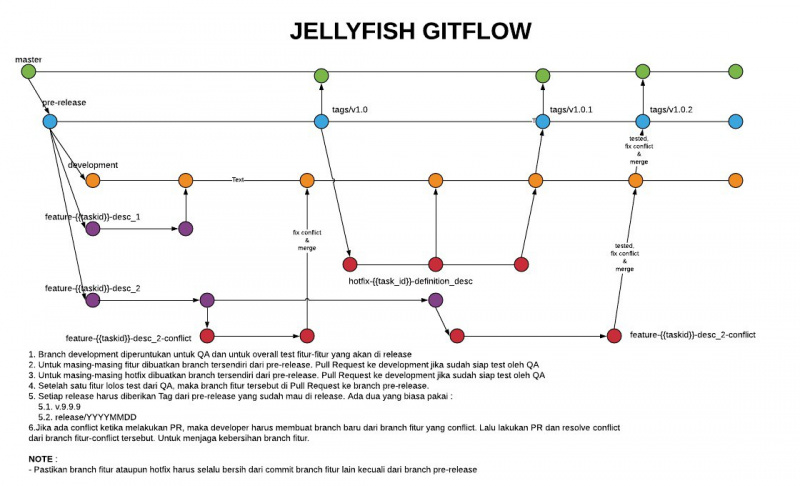 JELLYFISH GITFLOW
master
pre-release
tags/v1.0
tags/v1.0.1
tags/v1.0.2
tested,
fix conflict
&
merge
development
Text
feature-{{taskid}}-desc_1
fix conflict
&
merge
tested,
fix conflict
&
merge
hotfix-{{task_id}}-definition_desc
feature-{{taskid}}-desc_2
feature-{{taskid}}-desc_2-conflict
feature-{{taskid}}-desc_2-conflict
1. Branch development diperuntukan untuk QA dan untuk overall test fitur-fitur yang akan di release
2. Untuk masing-masing fitur dibuatkan branch tersendiri dari pre-release. Pull Request ke development jika sudah siap test oleh QA
3. Untuk masing-masing hotfix dibuatkan branch tersendiri dari pre-release. Pull Request ke development jika sudah siap test oleh QA
4. Setelah satu fitur lolos test dari QA, maka branch fitur tersebut di Pull Request ke branch pre-release.
5. Setiap release harus diberikan Tag dari pre-release yang sudah mau di release. Ada dua yang biasa pakai :
5.1. v.9.9.9
5.2. release/YYYYMMDD
6.Jika ada conflict ketika melakukan PR, maka developer harus membuat branch baru dari branch fitur yang conflict. Lalu lakukan PR dan resolve conflict
dari branch fitur-conflict tersebut. Untuk menjaga kebersihan branch fitur.
NOTE :
- Pastikan branch fitur ataupun hotfix harus selalu bersih dari commit branch fitur lain kecuali dari branch pre-release